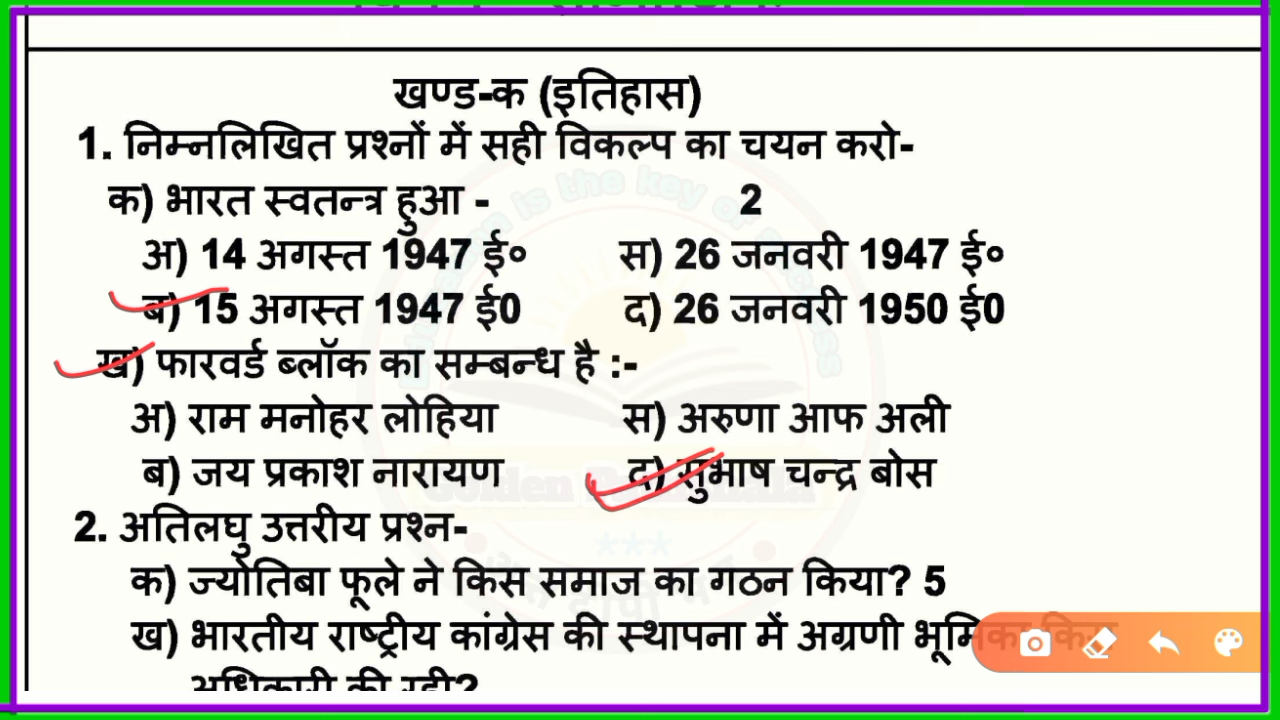 खण्ड-क (इतिहास)
1. निम्नलिखित प्रश्नों में सही विकल्प का चयन करो-
क) भारत स्वतन्त्र हुआ - 2
अ) 14 अगस्त 1947 ई० स) 26 जनवरी 1947 ई०
ब) 15 अगस्त 1947 ई0 द) 26 जनवरी 1950 ई0
ख) फारवर्ड ब्लॉक का सम्बन्ध है :-
अ) राम मनोहर लोहिया स) अरुणा आफ अली
ब) जय प्रकाश नारायण द) सुभाष चन्द्र बोस
2. अतिलघु उत्तरीय प्रश्न-
क) ज्योतिबा फूले ने किस समाज का गठन किया? 5
ख) भारतीय राष्ट्रीय कांग्रेस की स्थापना में अग्रणी भूमिका किस
अधिकारी की रही?